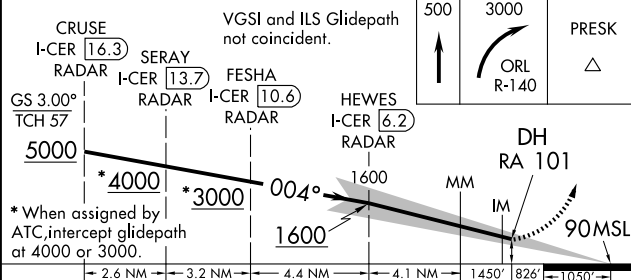 CRUSE
I-CER 16.3
RADAR
SERAY
I-CER 13.7
RADAR
VGSI and ILS Glidepath
not coincident.
FESHA
I-CER 10.6
RADAR
HEWES
I-CER 6.2
RADAR
500
3000
ORL
R-140
PRESK
GS 3.00°
TCH 57
5000
*4000
*3000
004°
1600
1600
MM
IM
DH
RA 101
90 MSL
* When assigned by
ATC, intercept glidepath
at 4000 or 3000.
2.6 NM
3.2 NM
4.4 NM
4.1 NM
1450'
826'
1050'